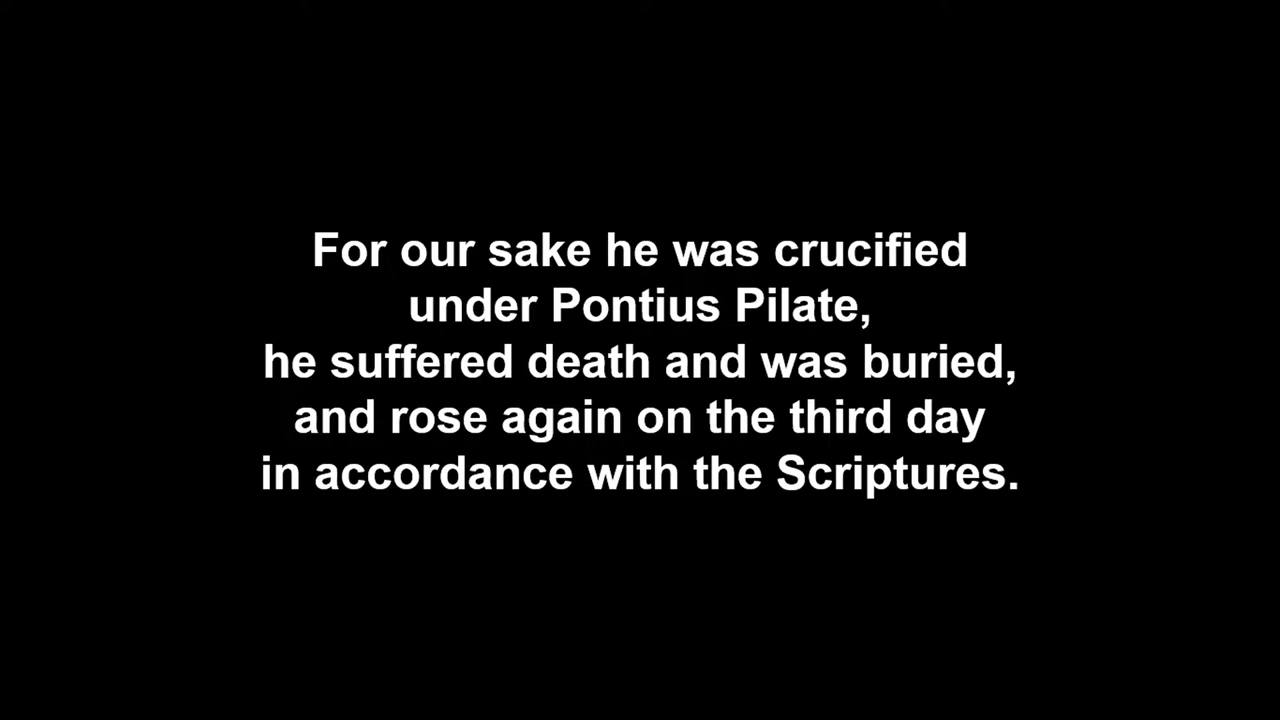 For our sake he was crucified
under Pontius Pilate,
he suffered death and was buried,
and rose again on the third day
in accordance with the Scriptures.